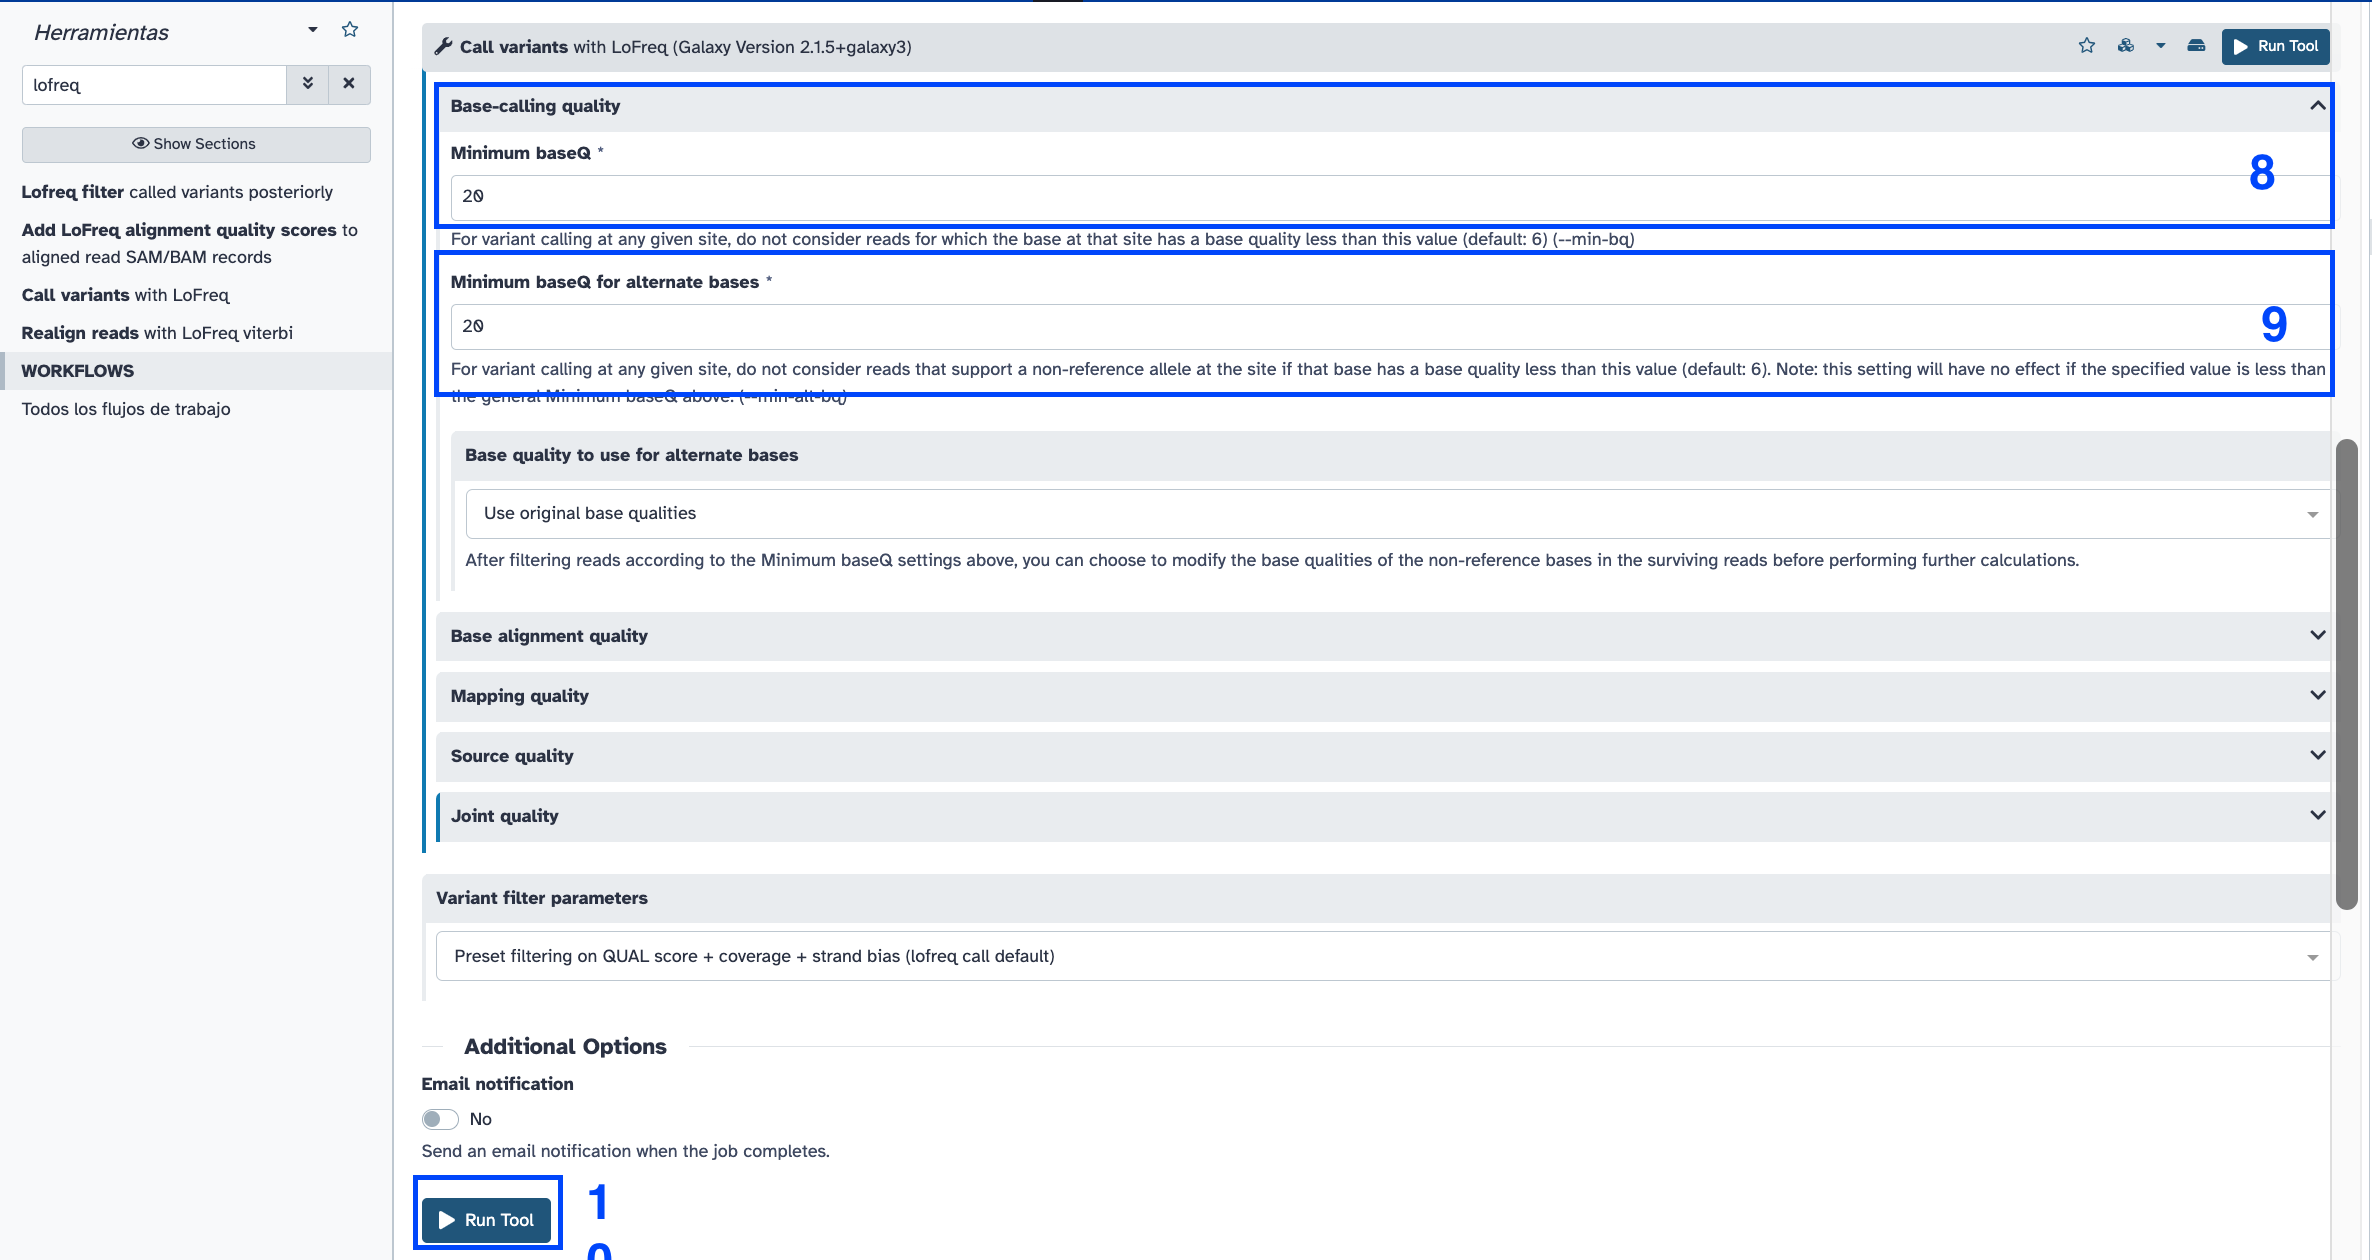 Herramientas
lofreq
Show Sections
Lofreq filter called variants posteriorly
Add LoFreq alignment quality scores to
aligned read SAM/BAM records
Call variants with LoFreq
Realign reads with LoFreq viterbi
WORKFLOWS
Todos los flujos de trabajo
Call variants with LoFreq (Galaxy Version 2.1.5+galaxy3)
Run Tool
Base-calling quality
Minimum baseQ *
20
8
For variant calling at any given site, do not consider reads for which the base at that site has a base quality less than this value (default: 6) (--min-bq)
Minimum baseQ for alternate bases *
20
9
For variant calling at any given site, do not consider reads that support a non-reference allele at the site if that base has a base quality less than this value (default: 6). Note: this setting will have no effect if the specified value is less than
the general Minimum baseQ above. (--min-alt-bq)
Base quality to use for alternate bases
Use original base qualities
After filtering reads according to the Minimum baseQ settings above, you can choose to modify the base qualities of the non-reference bases in the surviving reads before performing further calculations.
Base alignment quality
Mapping quality
Source quality
Joint quality
Variant filter parameters
Preset filtering on QUAL score + coverage + strand bias (lofreq call default)
Additional Options
Email notification
No
Send an email notification when the job completes.
Run Tool
1
0